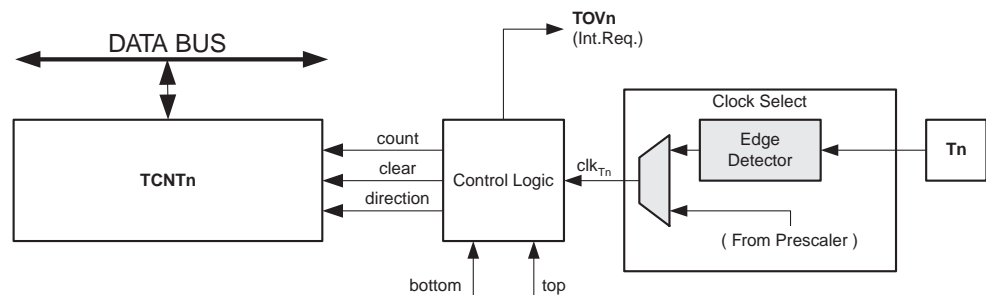 TOVn
(Int.Req.)
DATA BUS
Clock Select
count
Edge
Detector
Tn
TCNTn
clear
Control Logic
clkTn
direction
( From Prescaler )
bottom
top